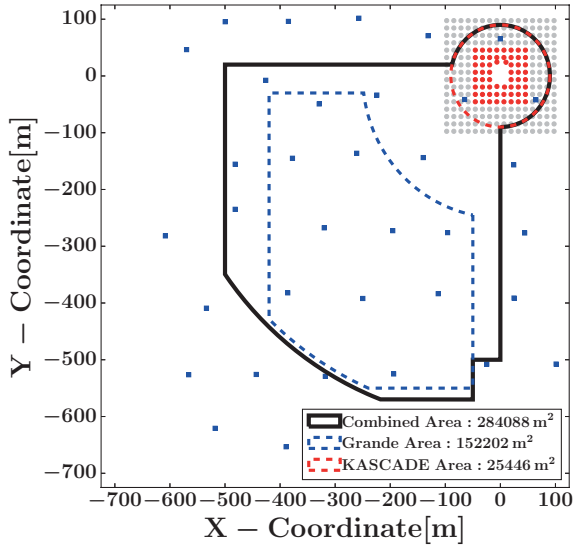 Y − Coordinate[m]
100
0
−100
−200
−300
−400
−500
−600
−700
Combined Area : 284088 m²
Grande Area : 152202 m²
KASCADE Area : 25446 m²
−700 −600 −500 −400 −300 −200 −100 0 100
X − Coordinate[m]